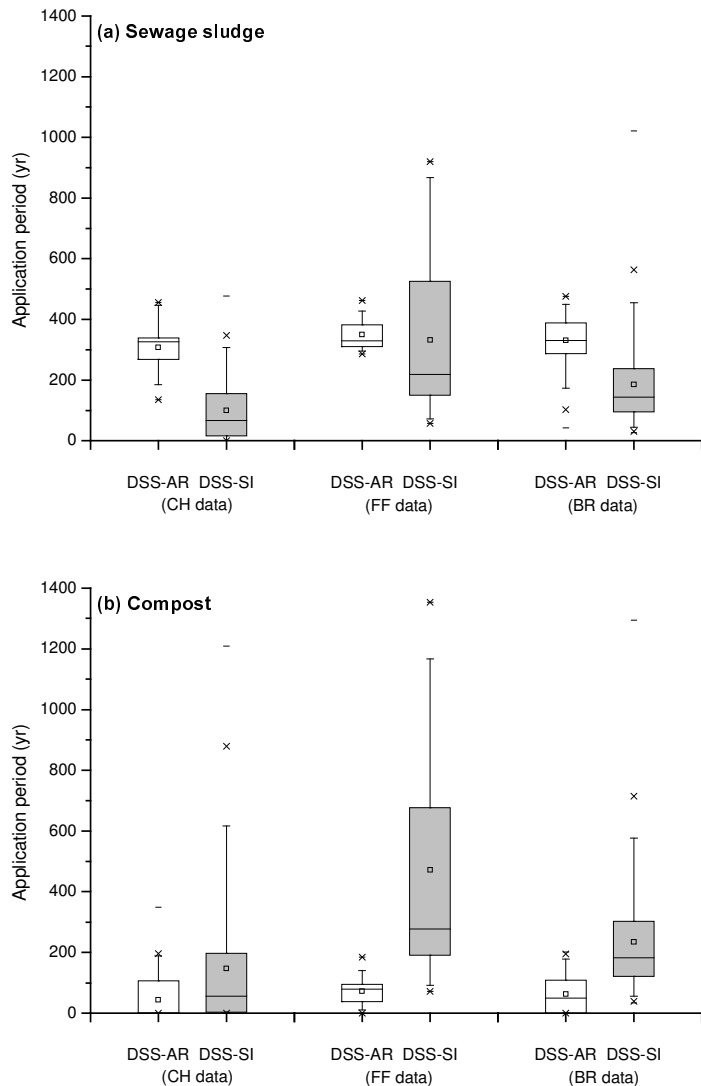 (a) Sewage sludge
1400
1200
1000
800
600
400
200
0
Application period (yr)
DSS-AR DSS-SI DSS-AR DSS-SI DSS-AR DSS-SI
(CH data) (FF data) (BR data)
(b) Compost
1400
1200
1000
800
600
400
200
0
Application period (yr)
DSS-AR DSS-SI DSS-AR DSS-SI DSS-AR DSS-SI
(CH data) (FF data) (BR data)